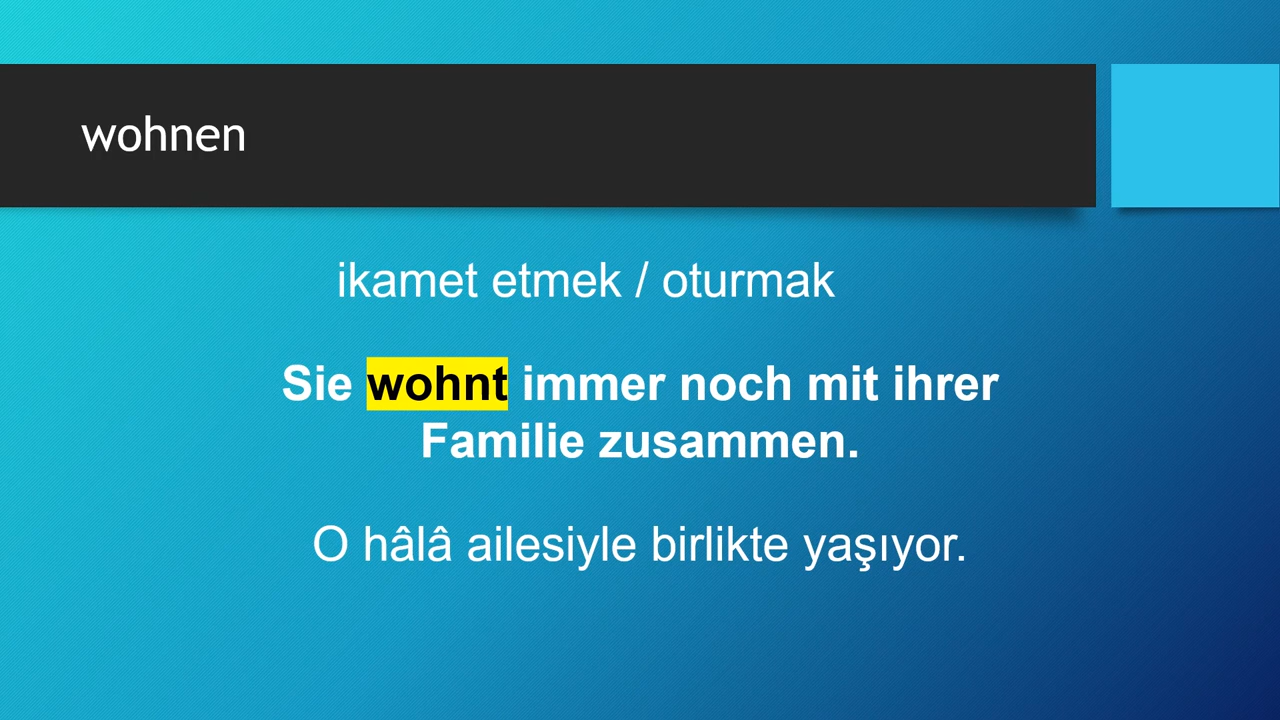 wohnen
ikamet etmek / oturmak
Sie wohnt immer noch mit ihrer
Familie zusammen.
O hâlâ ailesiyle birlikte yaşıyor.